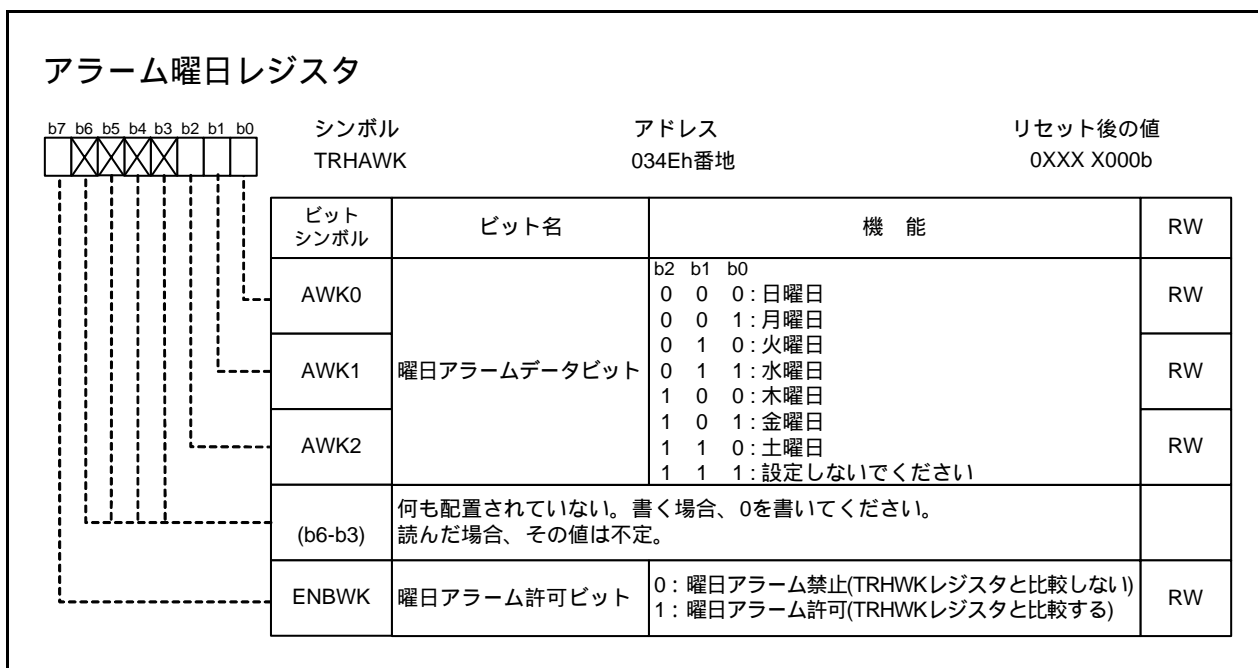 アラーム曜日レジスタ
b7 b6 b5 b4 b3 b2 b1 b0
シンボル アドレス リセット後の値
TRHAWK 034Eh番地 0XXX X000b
ビット
シンボル
ビット名 機 能 RW
AWK0
AWK1
AWK2
曜日アラームデータビット
b2 b1 b0
0 0 0 : 日曜日
0 0 1 : 月曜日
0 1 0 : 火曜日
0 1 1 : 水曜日
1 0 0 : 木曜日
1 0 1 : 金曜日
1 1 0 : 土曜日
1 1 1 : 設定しないでください
RW
RW
RW
(b6-b3)
何も配置されていない。書く場合、0を書いてください。
読んだ場合、その値は不定。
ENBWK 曜日アラーム許可ビット
0 : 曜日アラーム禁止(TRHWKレジスタと比較しない)
1 : 曜日アラーム許可(TRHWKレジスタと比較する)
RW